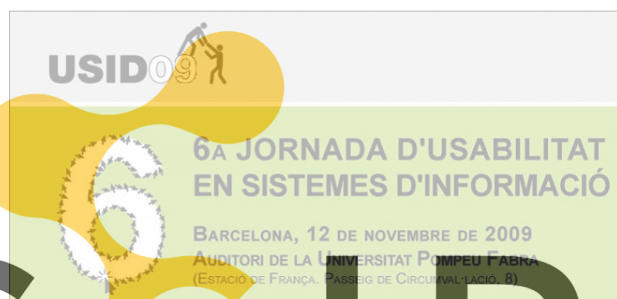 USID09
6
6A JORNADA D'USABILITAT
EN SISTEMES D'INFORMACIÓ
BARCELONA, 12 DE NOVEMBRE DE 2009
AUDITORI DE LA UNIVERSITAT POMPEU FABRA
(ESTACIÓ DE FRANÇA. PASSEIG DE CIRCUMVAL·LACIÓ, 8)